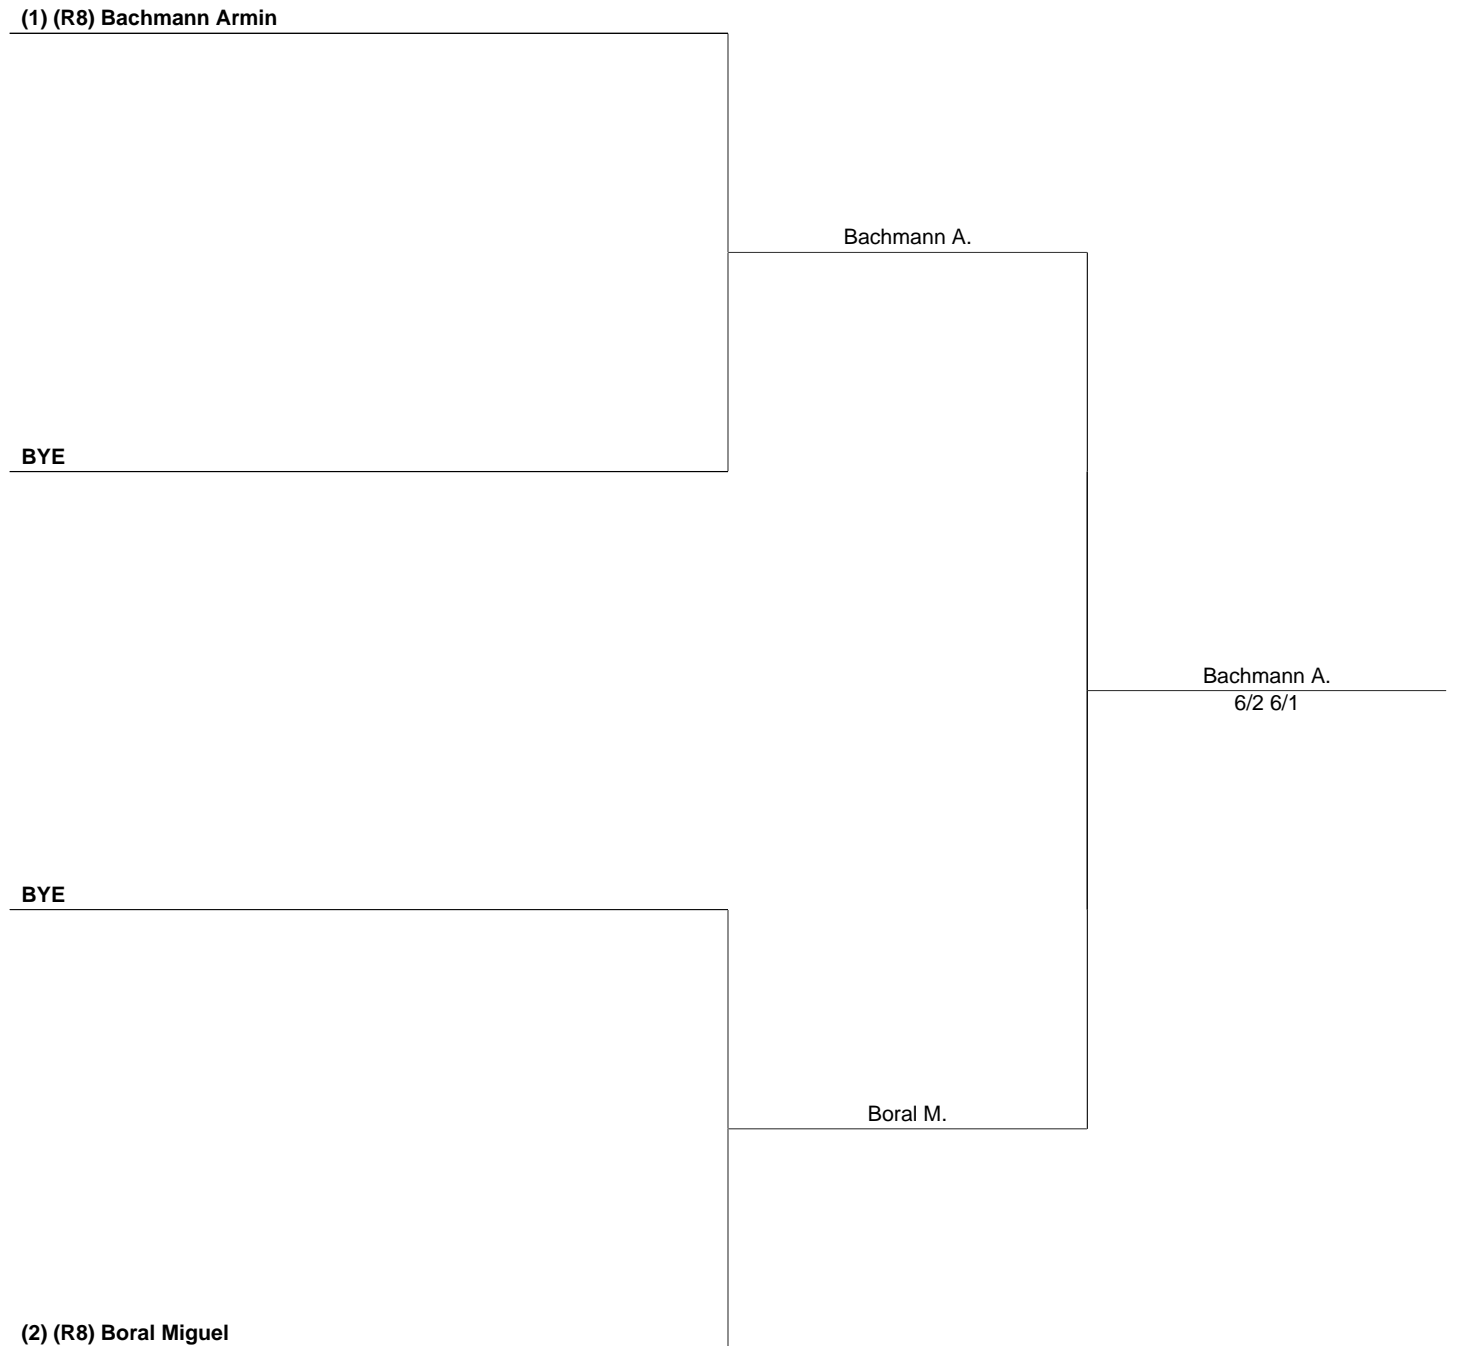 (1) (R8) Bachmann Armin
Bachmann A.
BYE
Bachmann A.
6/2 6/1
BYE
Boral M.
(2) (R8) Boral Miguel